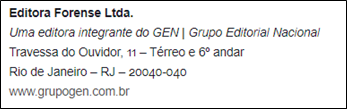 Editora Forense Ltda.
Uma editora integrante do GEN | Grupo Editorial Nacional
Travessa do Ouvidor, 11 – Térreo e 6º andar
Rio de Janeiro – RJ – 20040-040
www.grupogen.com.br